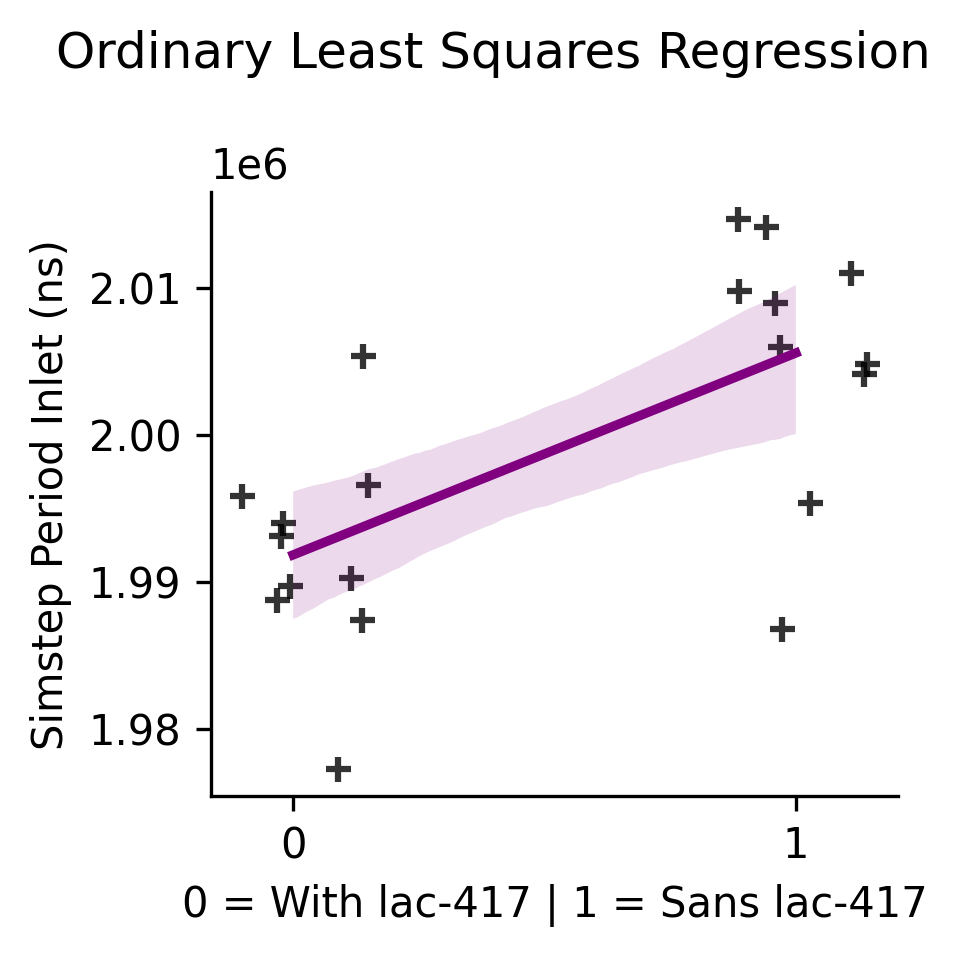 Ordinary Least Squares Regression
1e6
Simstep Period Inlet (ns)
2.01
2.00
1.99
1.98
0 1
0 = With lac-417 | 1 = Sans lac-417